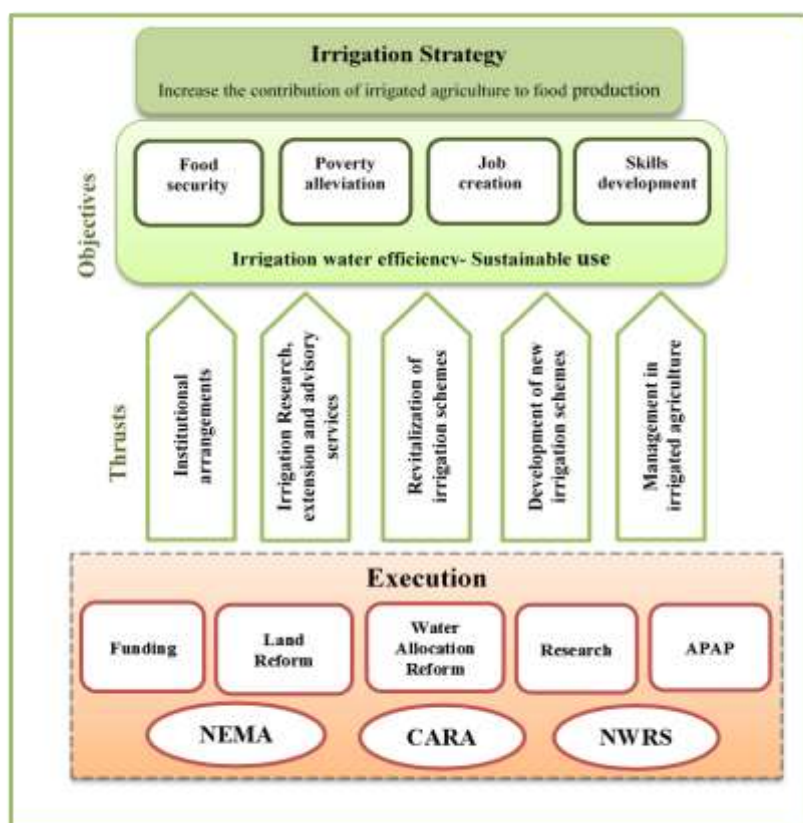 Irrigation Strategy
Increase the contribution of irrigated agriculture to food production
Objectives
Food
security
Poverty
alleviation
Job
creation
Skills
development
Irrigation water efficiency- Sustainable use
Thrusts
Institutional
arrangements
Irrigation Research,
extension and advisory
services
Revitalization of
irrigation schemes
Development of new
irrigation schemes
Management in
irrigated agriculture
Execution
Funding
Land
Reform
Water
Allocation
Reform
Research
APAP
NEMA
CARA
NWRS